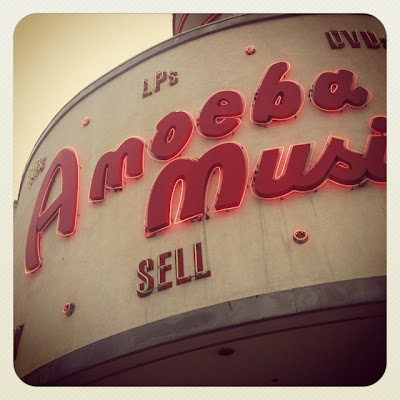 LPs
DVDs
Amoeba
Musi
SELL